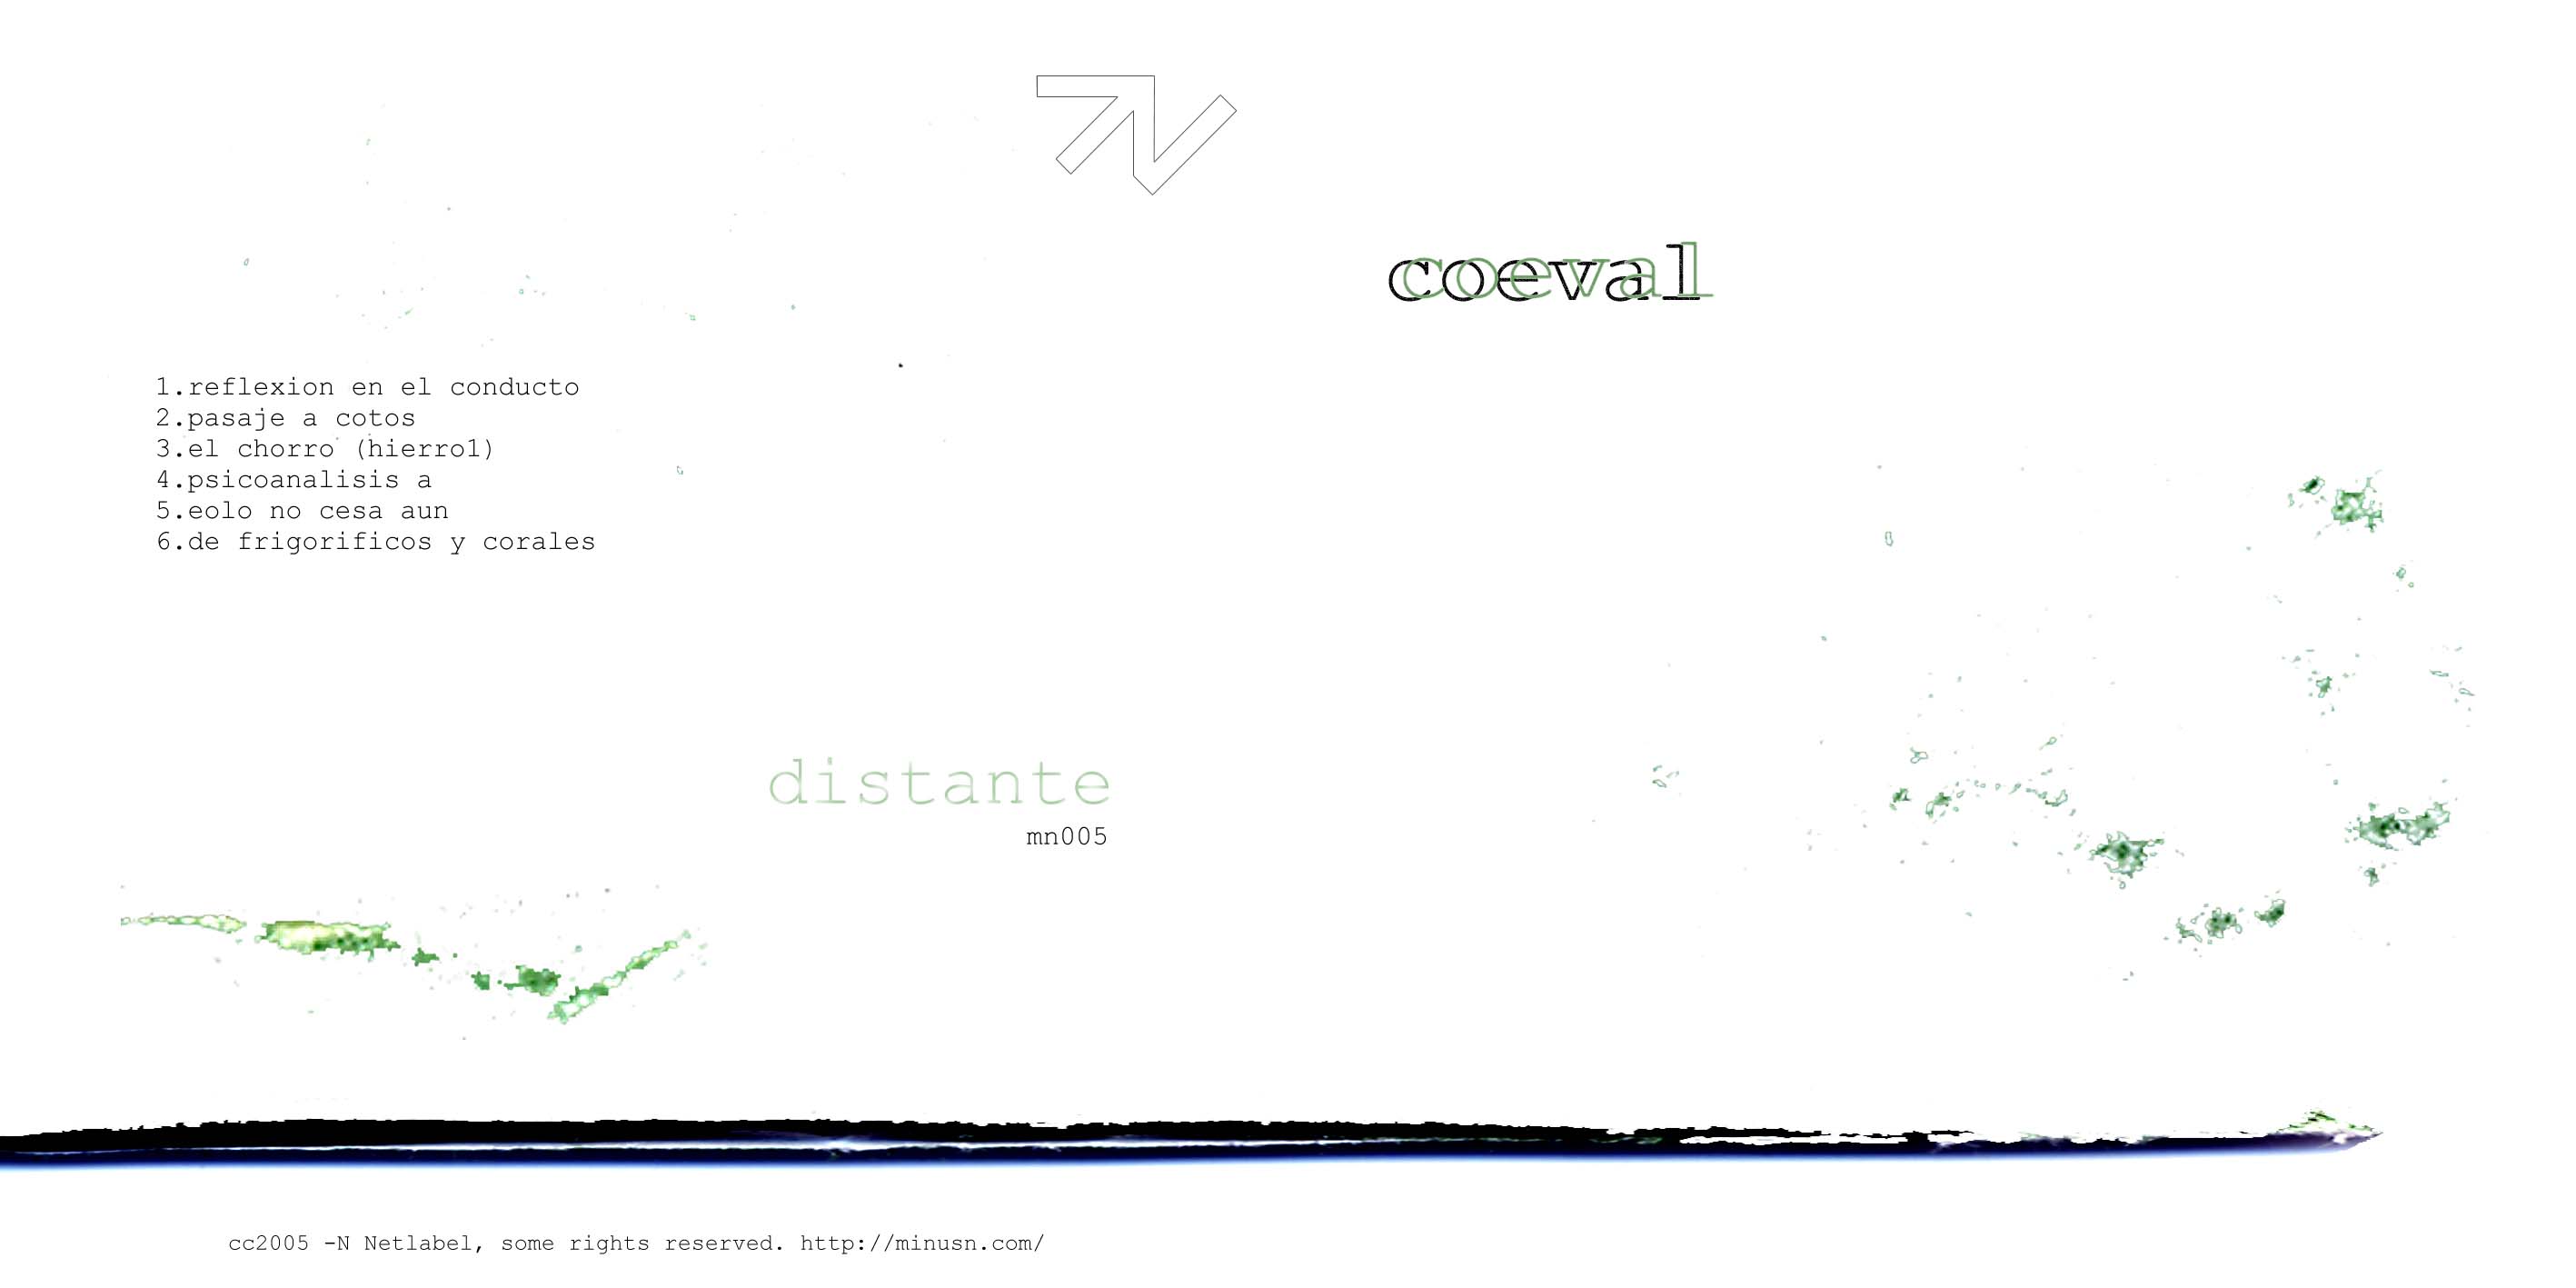 coeval
1.reflexion en el conducto
2.pasaje a cotos
3.el chorro (hierro1)
4.psicoanalisis a
5.eolo no cesa aun
6.de frigorificos y corales
distante
mn005
cc2005 -N Netlabel, some rights reserved. http://minusn.com/